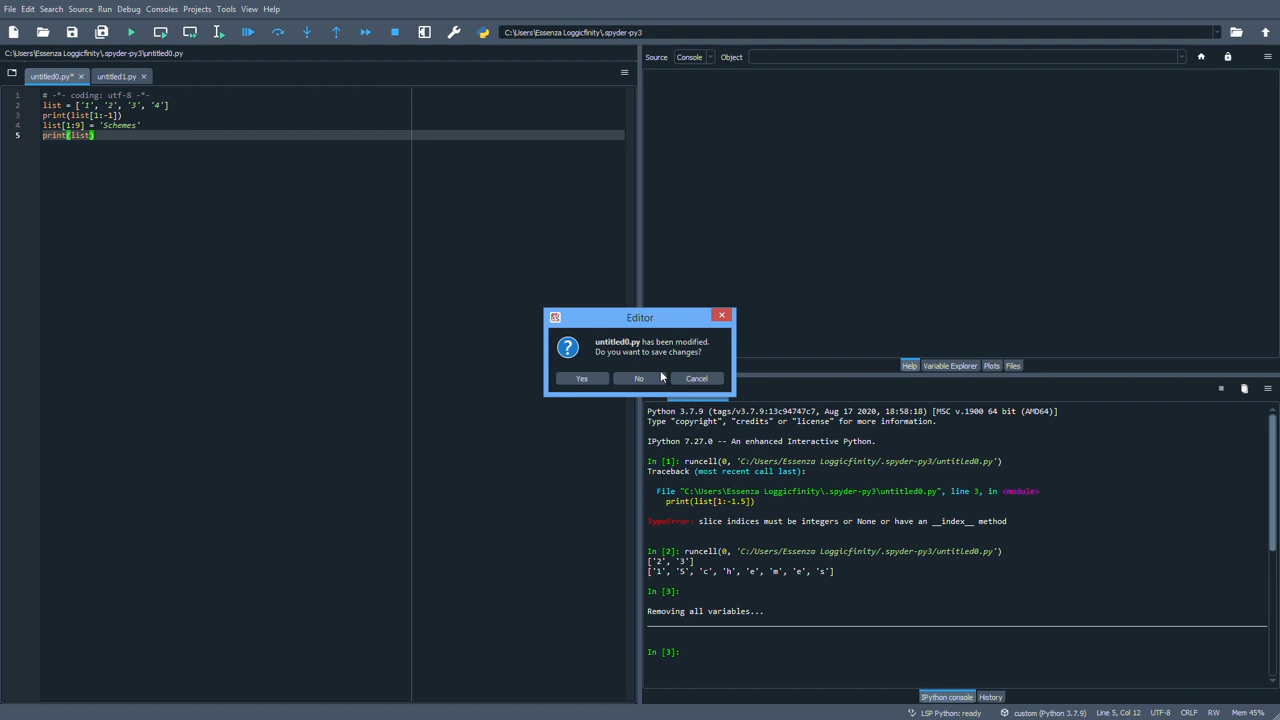 File Edit Search Source Run Debug Consoles Projects Tools View Help
C:\Users\Essenza Loggicfinity\.spyder-py3
C:\Users\Essenza Loggicfinity\.spyder-py3\untitled0.py
Source Console Object
untitled0.py* untitled1.py
1 # -*- coding: utf-8 -*-
2 list = ['1', '2', '3', '4']
3 print(list[1:-1])
4 list[1:9] = 'Schemes'
5 print(list)
Editor
untitled0.py has been modified.
Do you want to save changes?
Yes No Cancel
Help Variable Explorer Plots Files
Python 3.7.9 (tags/v3.7.9:13c94747c7, Aug 17 2020, 18:58:18) [MSC v.1900 64 bit (AMD64)]
Type "copyright", "credits" or "license" for more information.
IPython 7.27.0 -- An enhanced Interactive Python.
In [1]: runcell(0, 'C:/Users/Essenza Loggicfinity/.spyder-py3/untitled0.py')
Traceback (most recent call last):
File "C:\Users\Essenza Loggicfinity\.spyder-py3\untitled0.py", line 3, in <module>
print(list[1:-1.5])
TypeError: slice indices must be integers or None or have an __index__ method
In [2]: runcell(0, 'C:/Users/Essenza Loggicfinity/.spyder-py3/untitled0.py')
['2', '3']
['1', 'S', 'c', 'h', 'e', 'm', 'e', 's']
In [3]:
Removing all variables...
In [3]:
IPython console History
LSP Python: ready custom (Python 3.7.9) Line 5, Col 12 UTF-8 CRLF RW Mem 45%